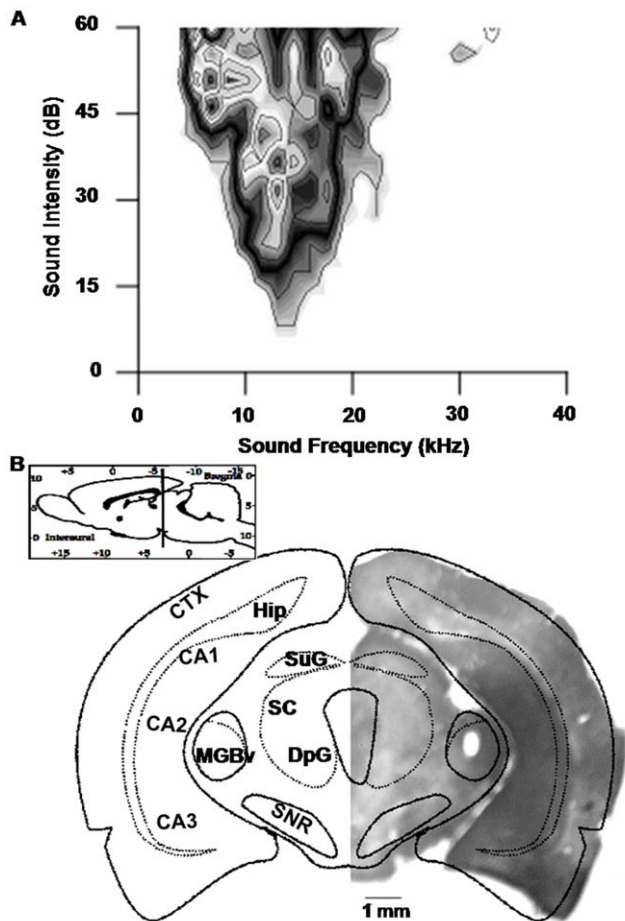 A
Sound Intensity (dB)
60
45
30
15
0
0 10 20 30 40
Sound Frequency (kHz)
B
+5 0 -5 -10 -15
Bregma
10 0
5 5
0 10
Interaural
+15 +10 +5 0 -5
CTX
Hip
CA1
SuG
CA2
SC
MGBv
DpG
CA3
SNR
1 mm